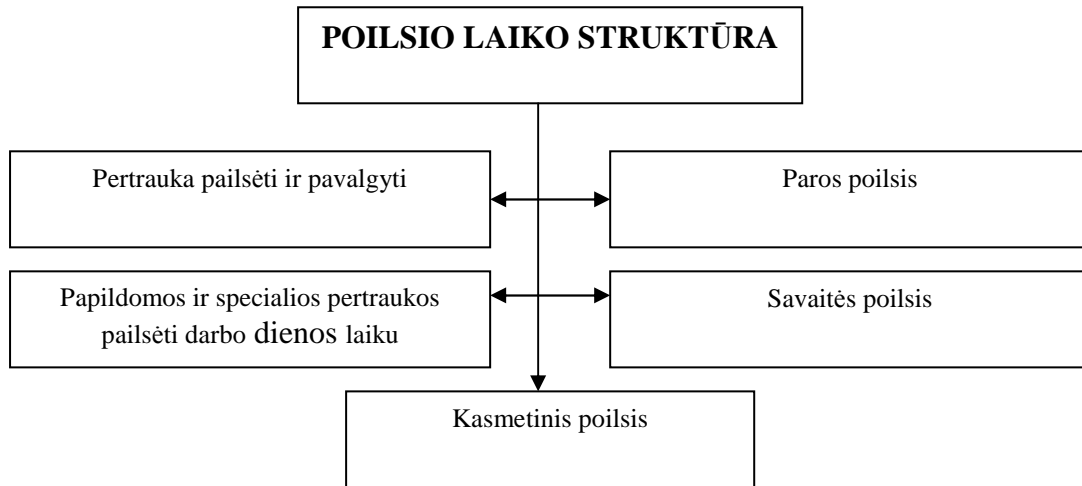 POILSIO LAIKO STRUKTŪRA
Pertrauka pailsėti ir pavalgyti
Paros poilsis
Papildomos ir specialios pertraukos
pailsėti darbo dienos laiku
Savaitės poilsis
Kasmetinis poilsis